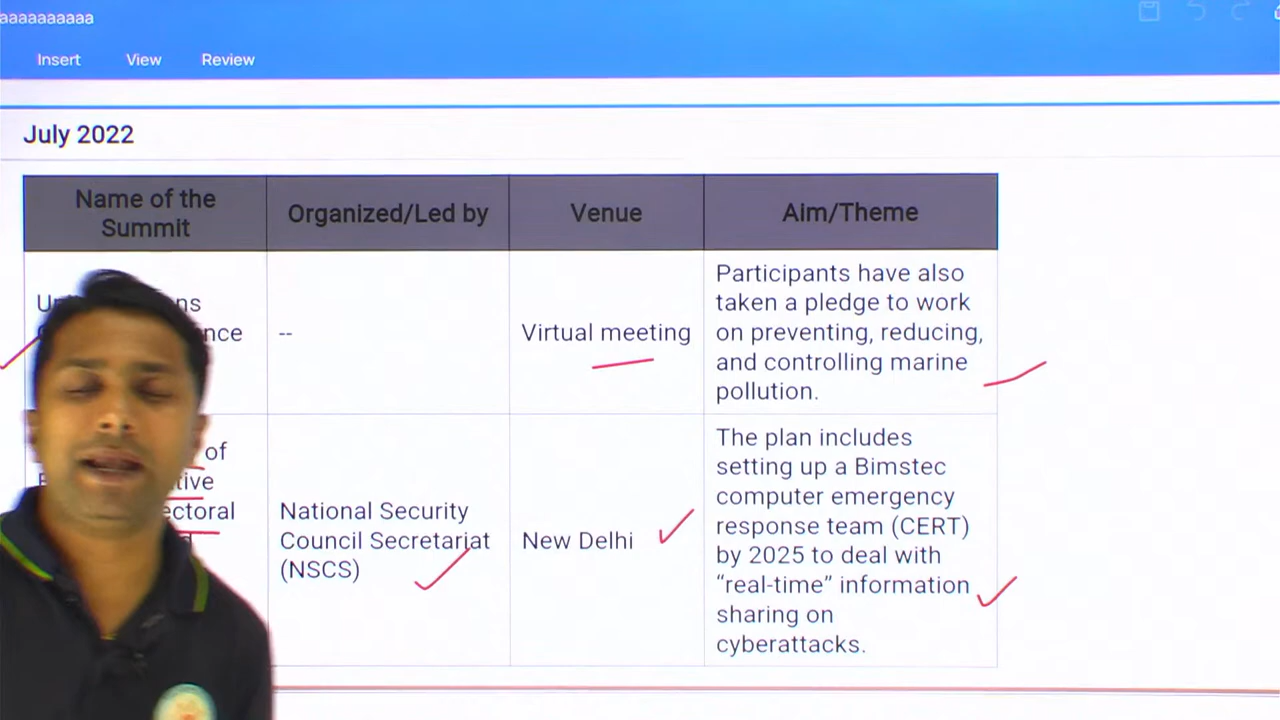 aaaaaaaaaa
Insert View Review
July 2022
Name of the
Summit
Organized/Led by
Venue
Aim/Theme
--
Virtual meeting
Participants have also
taken a pledge to work
on preventing, reducing,
and controlling marine
pollution.
of
National Security
Council Secretariat
(NSCS)
New Delhi
The plan includes
setting up a Bimstec
computer emergency
response team (CERT)
by 2025 to deal with
“real-time” information
sharing on
cyberattacks.